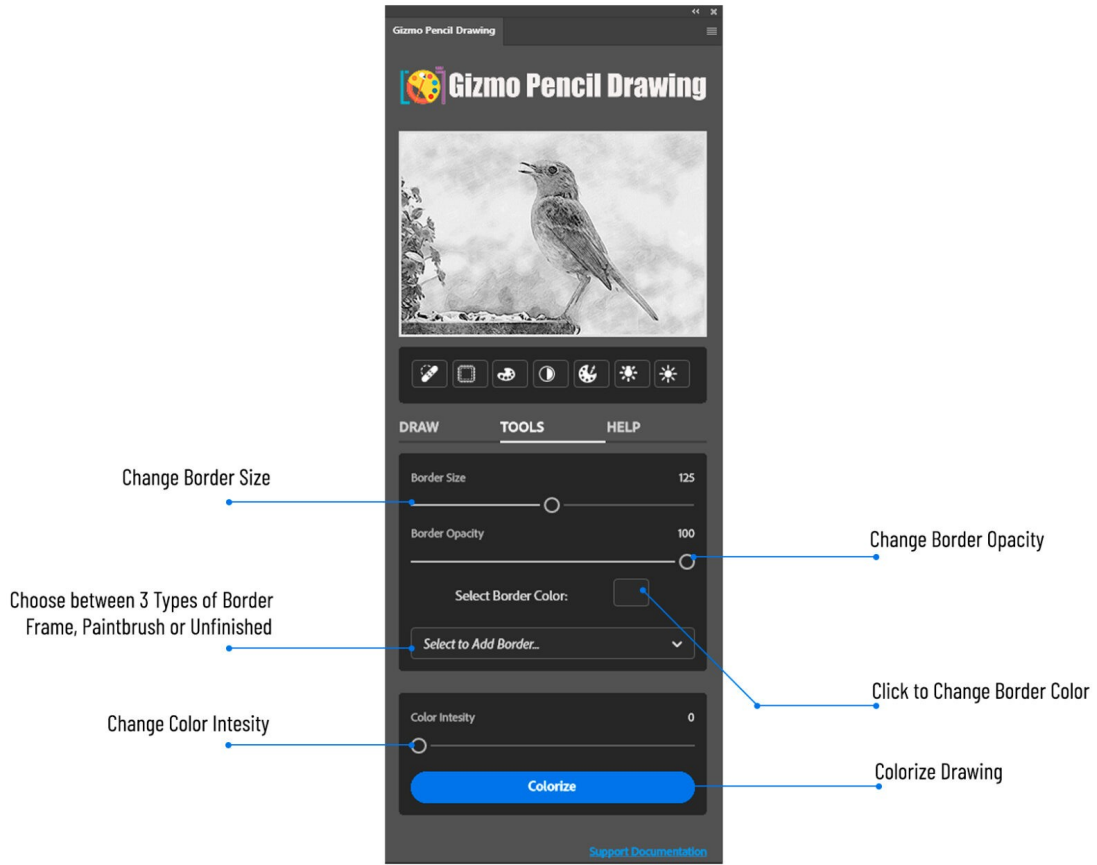 Gizmo Pencil Drawing
Gizmo Pencil Drawing
DRAW TOOLS HELP
Change Border Size
Border Size 125
Border Opacity 100
Change Border Opacity
Select Border Color:
Choose between 3 Types of Border
Frame, Paintbrush or Unfinished
Select to Add Border...
Click to Change Border Color
Change Color Intesity
Color Intesity 0
Colorize
Colorize Drawing
Support Documentation